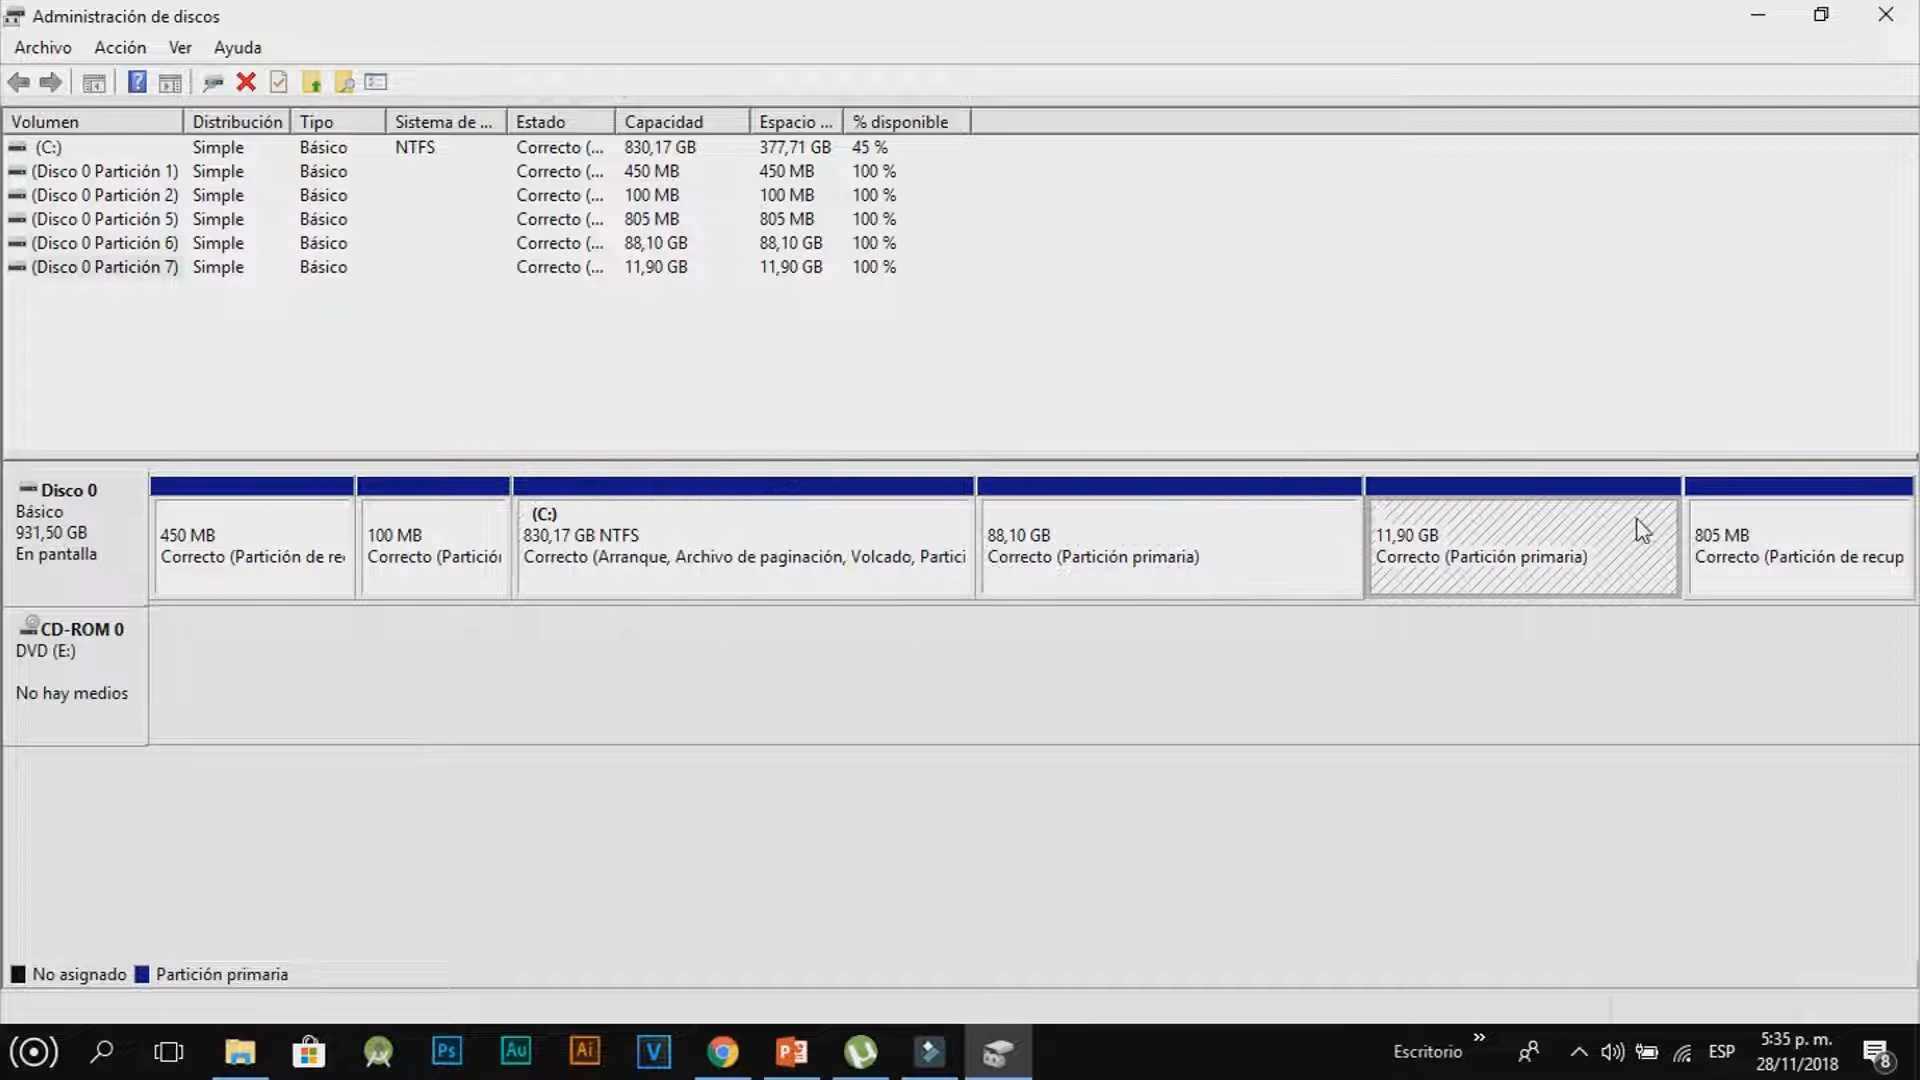 Administración de discos
Archivo Acción Ver Ayuda
Volumen Distribución Tipo Sistema de ... Estado Capacidad Espacio ... % disponible
(C:) Simple Básico NTFS Correcto (... 830,17 GB 377,71 GB 45 %
(Disco 0 Partición 1) Simple Básico Correcto (... 450 MB 450 MB 100 %
(Disco 0 Partición 2) Simple Básico Correcto (... 100 MB 100 MB 100 %
(Disco 0 Partición 5) Simple Básico Correcto (... 805 MB 805 MB 100 %
(Disco 0 Partición 6) Simple Básico Correcto (... 88,10 GB 88,10 GB 100 %
(Disco 0 Partición 7) Simple Básico Correcto (... 11,90 GB 11,90 GB 100 %
Disco 0
Básico
931,50 GB
En pantalla
450 MB
Correcto (Partición de re
100 MB
Correcto (Partición
(C:)
830,17 GB NTFS
Correcto (Arranque, Archivo de paginación, Volcado, Partici
88,10 GB
Correcto (Partición primaria)
11,90 GB
Correcto (Partición primaria)
805 MB
Correcto (Partición de recup
CD-ROM 0
DVD (E:)
No hay medios
No asignado Partición primaria
Ps Au Ai V P
Escritorio » ESP
5:35 p. m.
28/11/2018
8